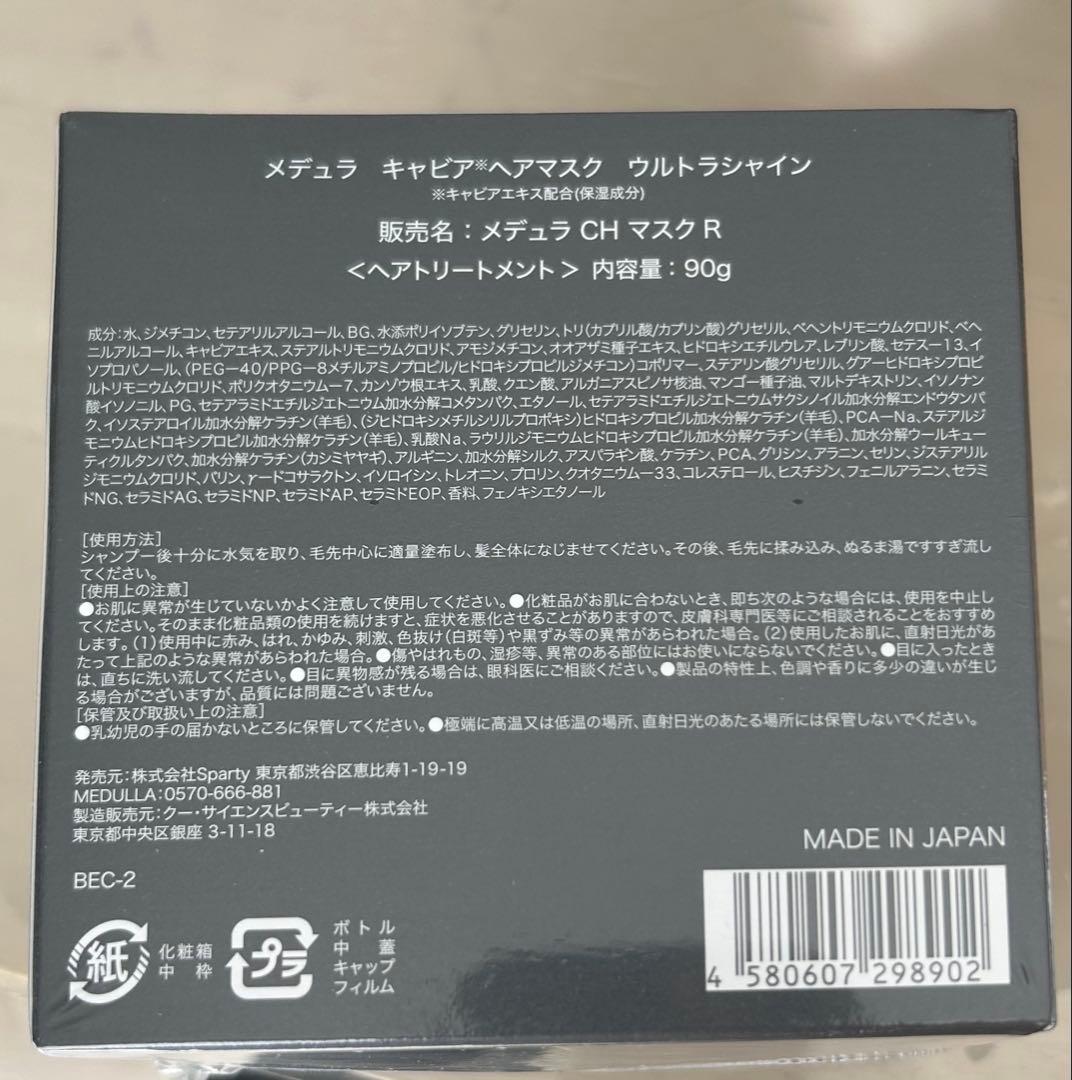 メデュラ　キャビア※ヘアマスク　ウルトラシャイン
※キャビアエキス配合(保湿成分)
販売名：メデュラ CH マスク R
＜ヘアトリートメント＞ 内容量：90g
成分：水、ジメチコン、セテアリルアルコール、BG、水添ポリイソブテン、グリセリン、トリ(カプリル酸/カプリン酸)グリセリル、ベヘントリモニウムクロリド、ベヘ
ニルアルコール、キャビアエキス、ステアルトリモニウムクロリド、アモジメチコン、オオアザミ種子エキス、ヒドロキシエチルウレア、レブリン酸、セテスー13、イ
ソプロパノール、(PEGー40/PPGー8メチルアミノプロピル/ヒドロキシプロピルジメチコン)コポリマー、ステアリン酸グリセリル、グアーヒドロキシプロピ
ルトリモニウムクロリド、ポリクオタニウムー7、カンゾウ根エキス、乳酸、クエン酸、アルガニアスピノサ核油、マンゴー種子油、マルトデキストリン、イソノナン
酸イソノニル、PG、セテアラミドエチルジエトニウム加水分解コメタンパク、エタノール、セテアラミドエチルジエトニウムサクシノイル加水分解エンドウタンパ
ク、イソステアロイル加水分解ケラチン(羊毛)、(ジヒドロキシメチルシリルプロポキシ)ヒドロキシプロピル加水分解ケラチン(羊毛)、PCAーNa、ステアルジ
モニウムヒドロキシプロピル加水分解ケラチン(羊毛)、乳酸Na、ラウリルジモニウムヒドロキシプロピル加水分解ケラチン(羊毛)、加水分解ウールキュー
ティクルタンパク、加水分解ケラチン(カシミヤヤギ)、アルギニン、加水分解シルク、アスパラギン酸、ケラチン、PCA、グリシン、アラニン、セリン、ジステアリル
ジモニウムクロリド、バリン、γードコサラクトン、イソロイシン、トレオニン、プロリン、クオタニウムー33、コレステロール、ヒスチジン、フェニルアラニン、セラミ
ドNG、セラミドAG、セラミドNP、セラミドAP、セラミドEOP、香料、フェノキシエタノール
[使用方法]
シャンプー後十分に水気を取り、毛先中心に適量塗布し、髪全体になじませてください。その後、毛先に揉み込み、ぬるま湯ですすぎ流し
てください。
[使用上の注意]
●お肌に異常が生じていないかよく注意して使用してください。●化粧品がお肌に合わないとき、即ち次のような場合には、使用を中止し
てください。そのまま化粧品類の使用を続けますと、症状を悪化させることがありますので、皮膚科専門医等にご相談されることをおすすめ
します。(1)使用中に赤み、はれ、かゆみ、刺激、色抜け(白斑等)や黒ずみ等の異常があらわれた場合。(2)使用したお肌に、直射日光があ
たって上記のような異常があらわれた場合。●傷やはれもの、湿疹等、異常のある部位にはお使いにならないでください。●目に入ったとき
は、直ちに洗い流してください。●目に異物感が残る場合は、眼科医にご相談ください。●製品の特性上、色調や香りに多少の違いが生じ
る場合がございますが、品質には問題ございません。
[保管及び取扱い上の注意]
●乳幼児の手の届かないところに保管してください。●極端に高温又は低温の場所、直射日光のあたる場所には保管しないでください。
発売元：株式会社Sparty 東京都渋谷区恵比寿1-19-19
MEDULLA：0570-666-881
製造販売元：クー・サイエンスビューティー株式会社
東京都中央区銀座 3-11-18
MADE IN JAPAN
BEC-2
紙 化粧箱
中 枠
プラ ボトル
中　蓋
キャップ
フィルム
4 580607 298902